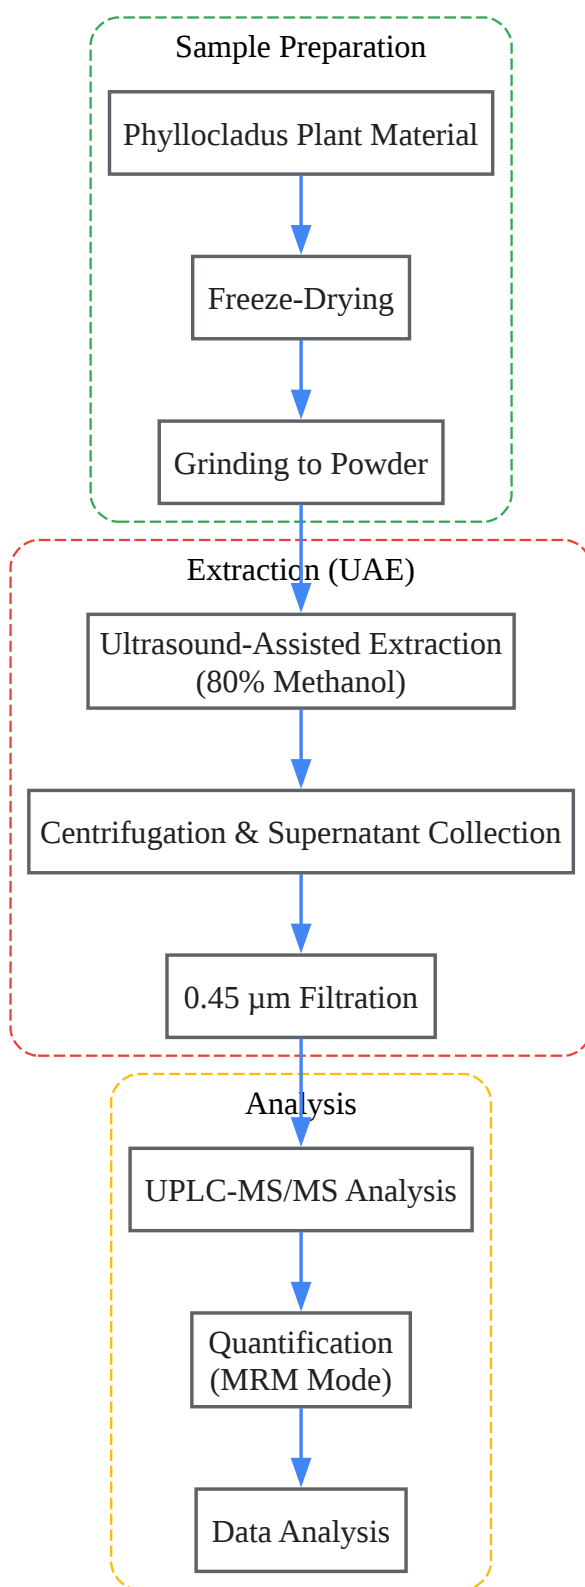 Sample Preparation
Phyllocladus Plant Material
Freeze-Drying
Grinding to Powder
Extraction (UAE)
Ultrasound-Assisted Extraction
(80% Methanol)
Centrifugation & Supernatant Collection
0.45 µm Filtration
Analysis
UPLC-MS/MS Analysis
Quantification
(MRM Mode)
Data Analysis